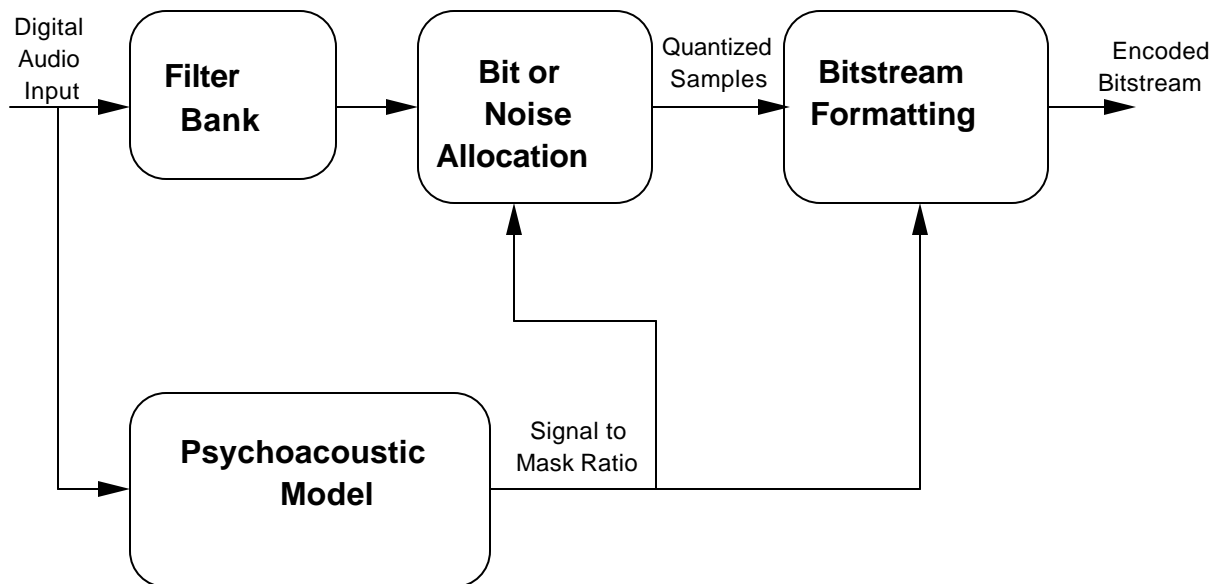 Digital
Audio
Input
Filter
Bank
Bit or
Noise
Allocation
Quantized
Samples
Bitstream
Formatting
Encoded
Bitstream
Psychoacoustic
Model
Signal to
Mask Ratio